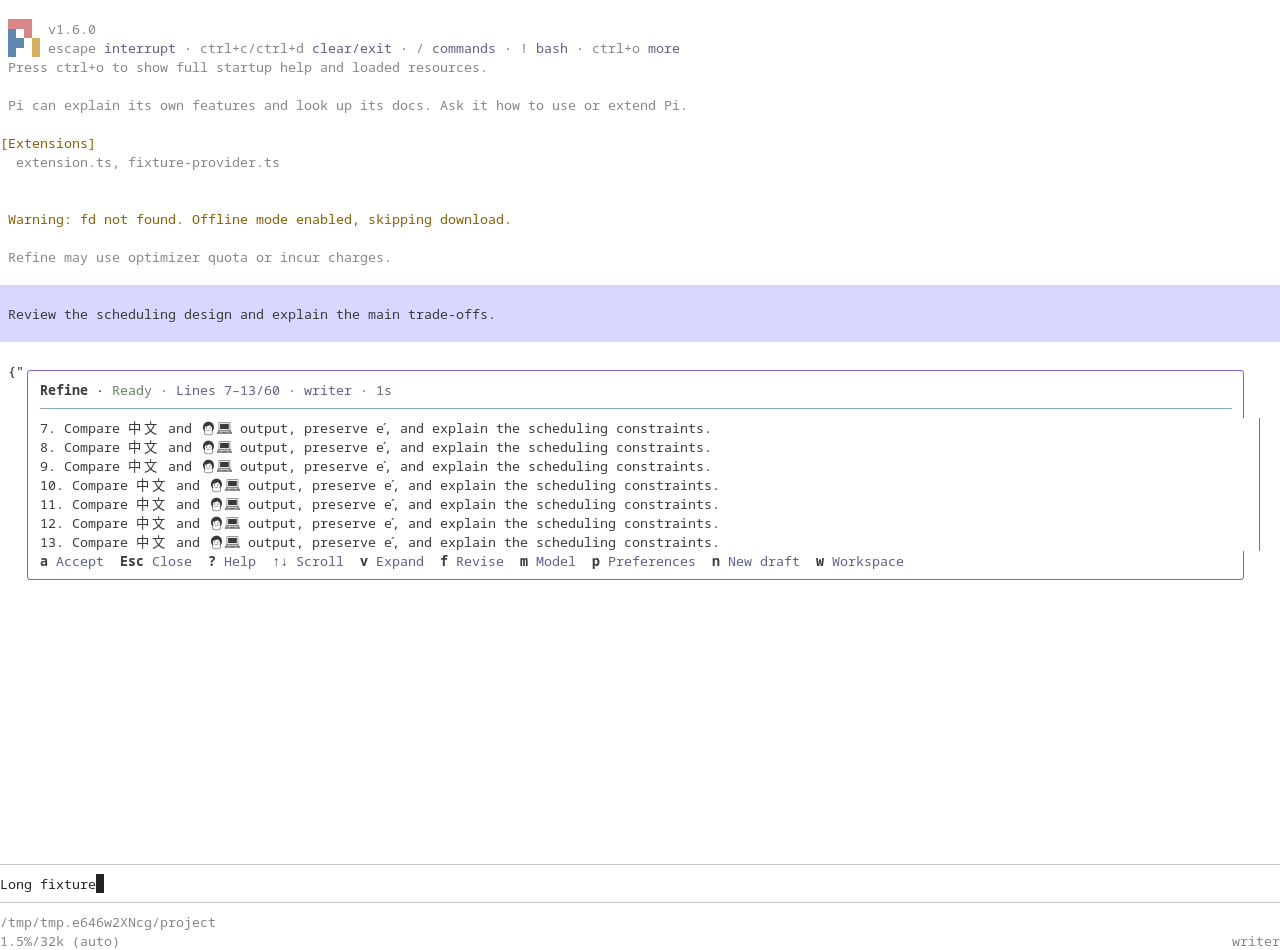 v1.6.0
escape interrupt · ctrl+c/ctrl+d clear/exit · / commands · ! bash · ctrl+o more
Press ctrl+o to show full startup help and loaded resources.
Pi can explain its own features and look up its docs. Ask it how to use or extend Pi.
[Extensions]
extension.ts, fixture-provider.ts
Warning: fd not found. Offline mode enabled, skipping download.
Refine may use optimizer quota or incur charges.
Review the scheduling design and explain the main trade-offs.
{"
Refine · Ready · Lines 7–13/60 · writer · 1s
7. Compare 中文 and 👩💻 output, preserve é, and explain the scheduling constraints.
8. Compare 中文 and 👩💻 output, preserve é, and explain the scheduling constraints.
9. Compare 中文 and 👩💻 output, preserve é, and explain the scheduling constraints.
10. Compare 中文 and 👩💻 output, preserve é, and explain the scheduling constraints.
11. Compare 中文 and 👩💻 output, preserve é, and explain the scheduling constraints.
12. Compare 中文 and 👩💻 output, preserve é, and explain the scheduling constraints.
13. Compare 中文 and 👩💻 output, preserve é, and explain the scheduling constraints.
a Accept  Esc Close  ? Help  ↑↓ Scroll  v Expand  f Revise  m Model  p Preferences  n New draft  w Workspace
Long fixture
/tmp/tmp.e646w2XNcg/project
1.5%/32k (auto) writer